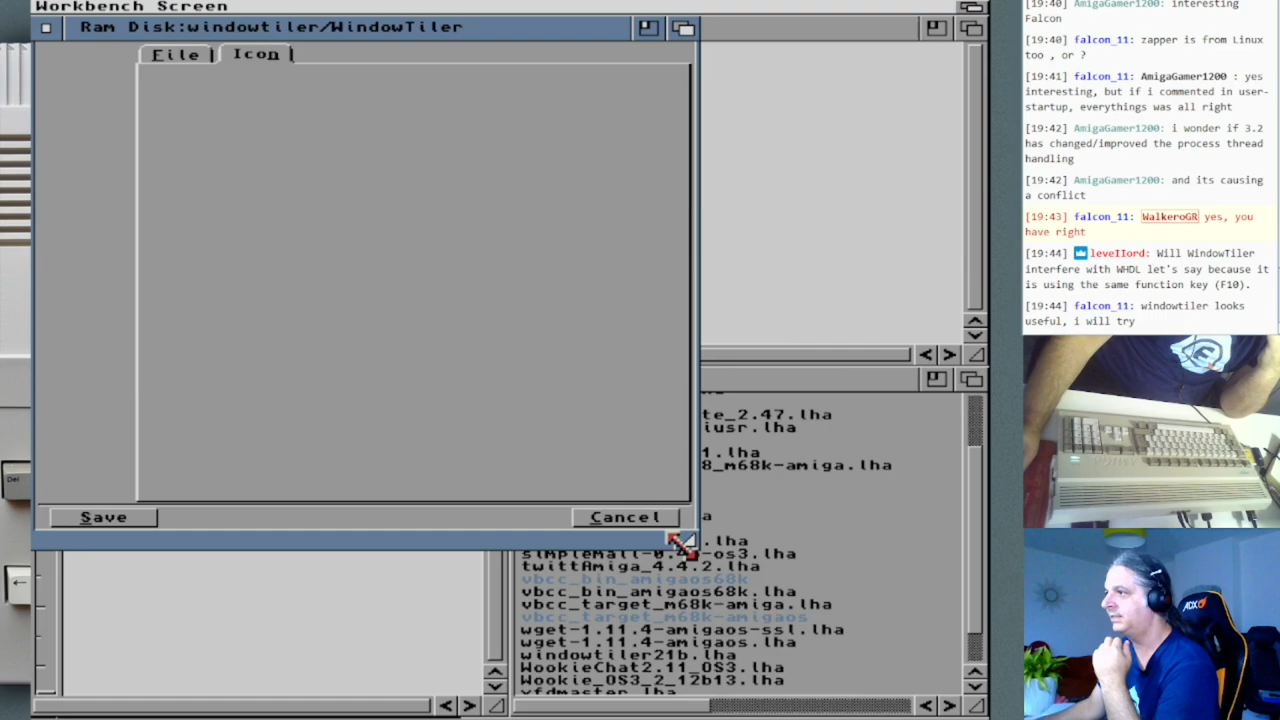 Workbench Screen
Ram Disk:windowtiler/WindowTiler
File
Icon
Save
Cancel
te_2.47.lha
iusr.lha
1.lha
8_m68k-amiga.lha
a
.lha
simpleMail-0.4-os3.lha
twittAmiga_4.4.2.lha
vbcc_bin_amigaos68k
vbcc_bin_amigaos68k.lha
vbcc_target_m68k-amiga.lha
vbcc_target_m68k-amigaos
wget-1.11.4-amigaos-ssl.lha
wget-1.11.4-amigaos.lha
windowtiler21b.lha
WookieChat2.11_OS3.lha
Wookie_OS3_2_12b13.lha
[19:40] AmigaGamer1200: interesting
Falcon
[19:40] falcon_11: zapper is from Linux
too , or ?
[19:41] falcon_11: AmigaGamer1200 : yes
interesting, but if i commented in user-
startup, everythings was all right
[19:42] AmigaGamer1200: i wonder if 3.2
has changed/improved the process thread
handling
[19:42] AmigaGamer1200: and its causing
a conflict
[19:43] falcon_11: WalkeroGR yes, you
have right
[19:44] leveIIord: Will WindowTiler
interfere with WHDL let's say because it
is using the same function key (F10).
[19:44] falcon_11: windowtiler looks
useful, i will try
Del